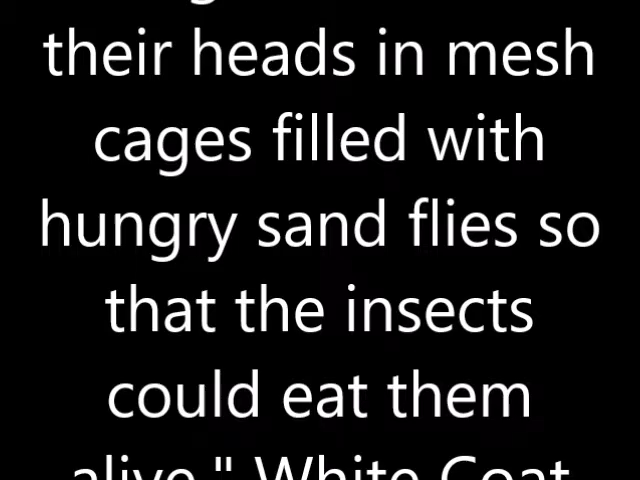 their heads in mesh
cages filled with
hungry sand flies so
that the insects
could eat them
alive." White Coat